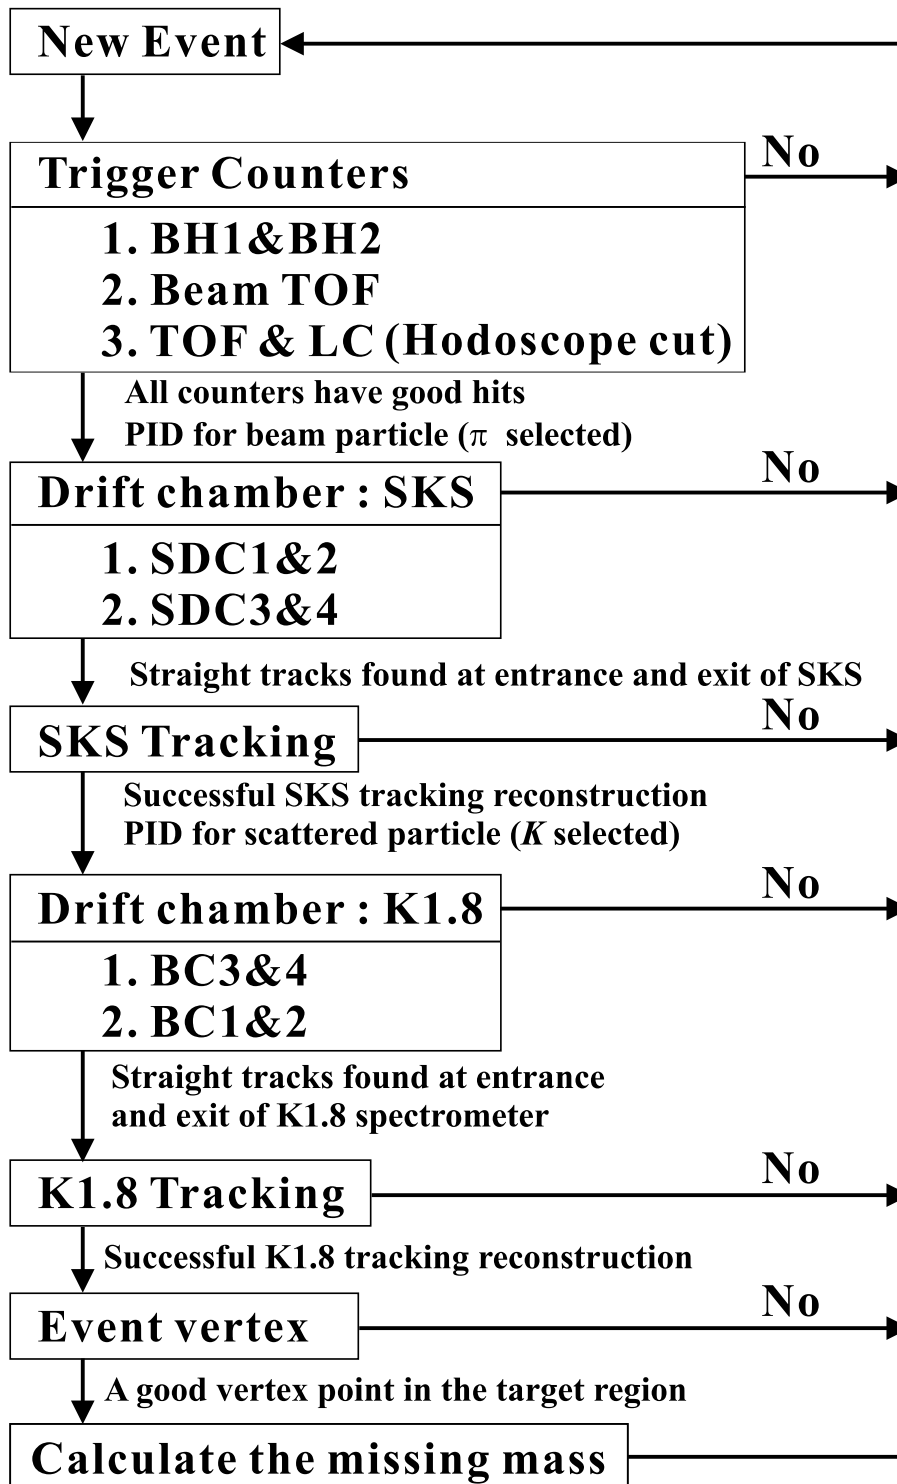 New Event
No
Trigger Counters
1. BH1&BH2
2. Beam TOF
3. TOF & LC (Hodoscope cut)
All counters have good hits
PID for beam particle (π selected)
No
Drift chamber : SKS
1. SDC1&2
2. SDC3&4
Straight tracks found at entrance and exit of SKS
No
SKS Tracking
Successful SKS tracking reconstruction
PID for scattered particle (K selected)
No
Drift chamber : K1.8
1. BC3&4
2. BC1&2
Straight tracks found at entrance
and exit of K1.8 spectrometer
No
K1.8 Tracking
Successful K1.8 tracking reconstruction
No
Event vertex
A good vertex point in the target region
Calculate the missing mass